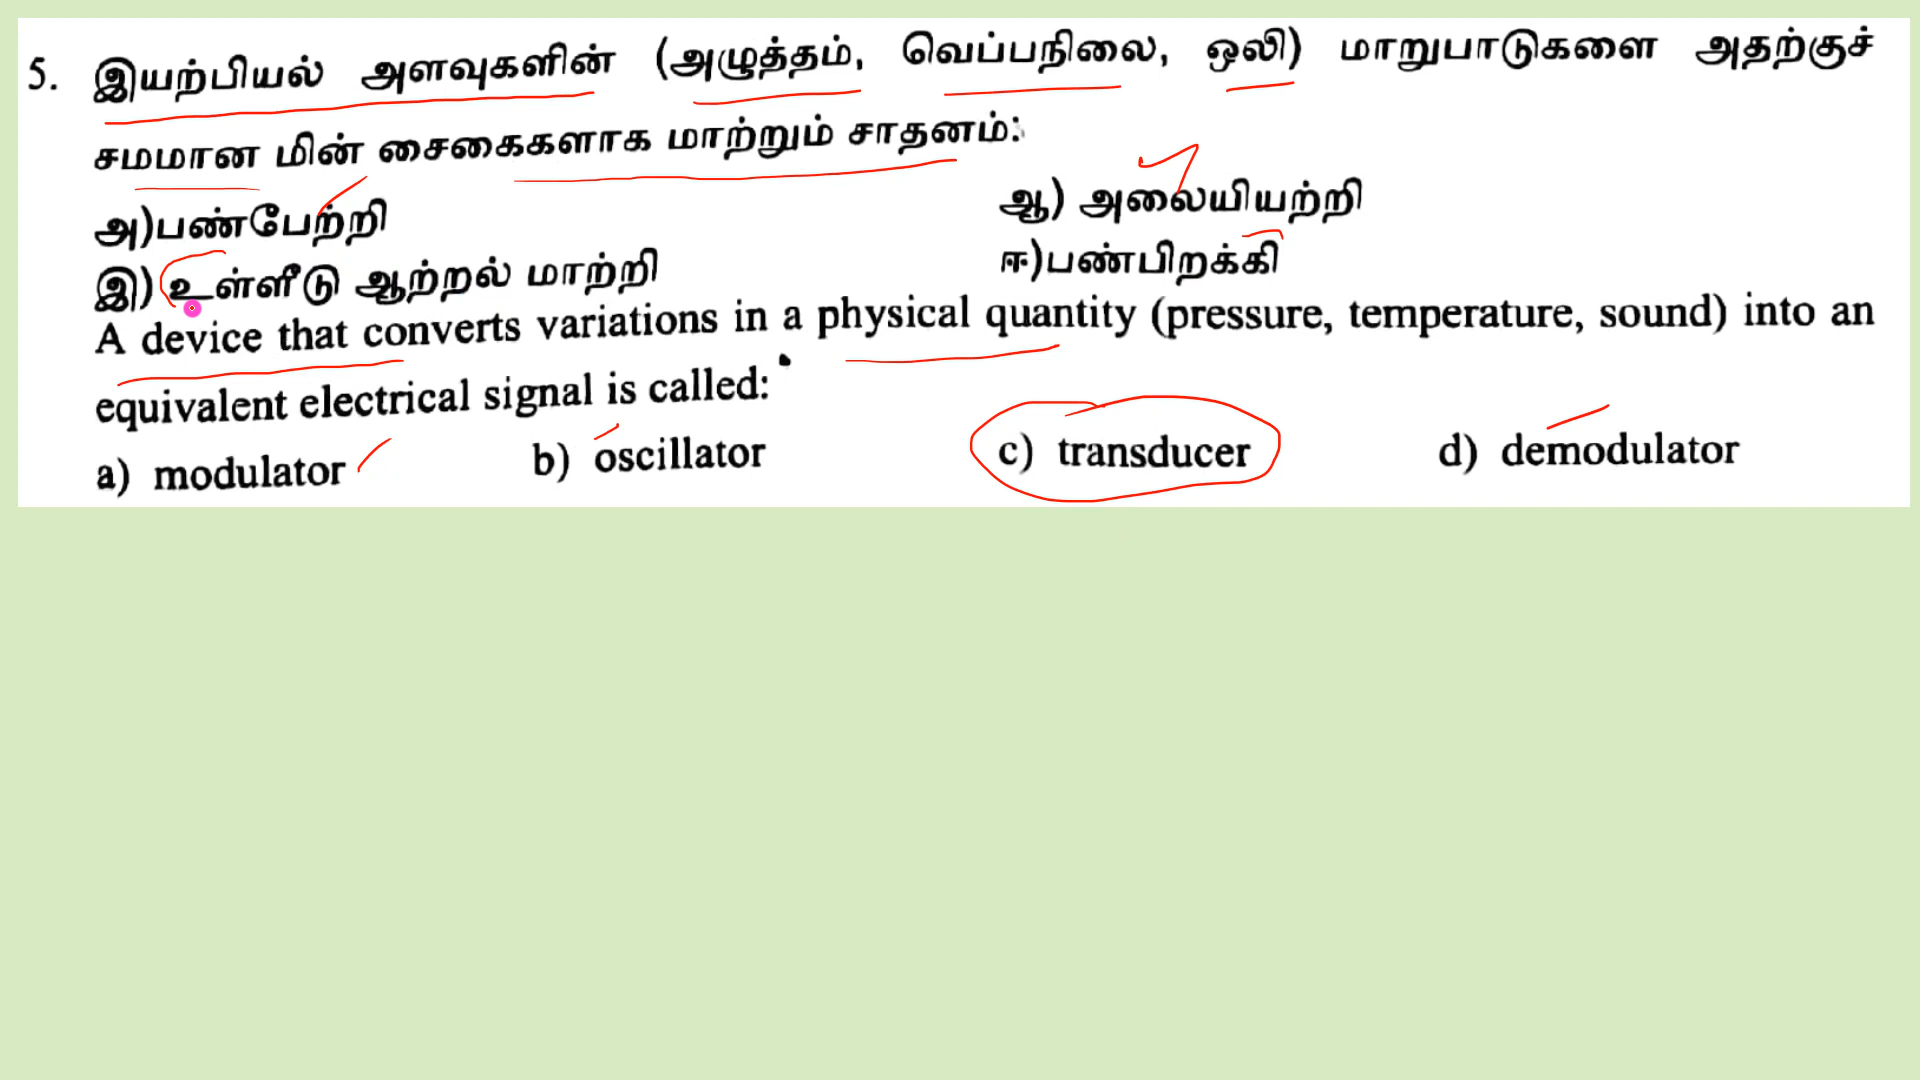 5. இயற்பியல் அளவுகளின் (அழுத்தம், வெப்பநிலை, ஒலி) மாறுபாடுகளை அதற்குச்
சமமான மின் சைகைகளாக மாற்றும் சாதனம்:
அ)பண்பேற்றி ஆ) அலையியற்றி
இ) உள்ளீடு ஆற்றல் மாற்றி ஈ)பண்பிறக்கி
A device that converts variations in a physical quantity (pressure, temperature, sound) into an
equivalent electrical signal is called:
a) modulator b) oscillator c) transducer d) demodulator